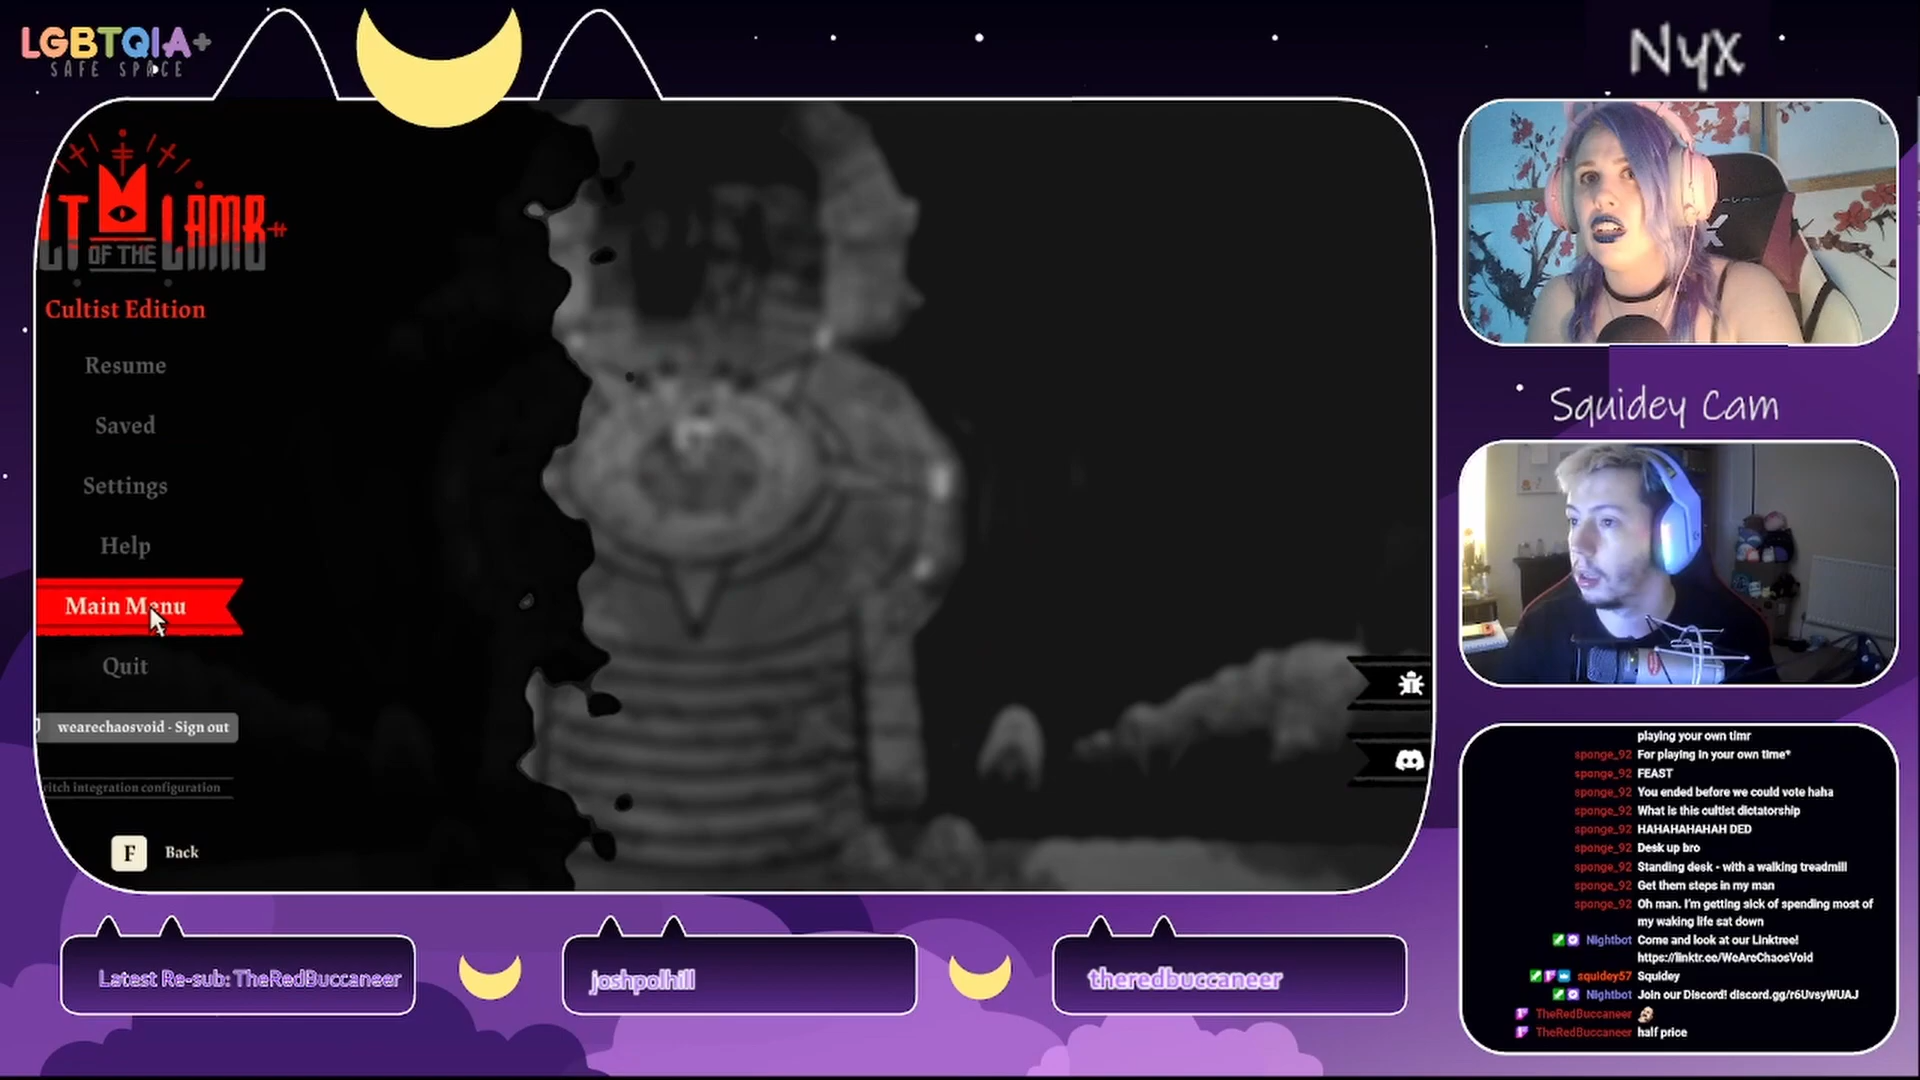 LGBTQIA+
SAFE SPACE
Nyx
LT LAMB
OF THE
Cultist Edition
Resume
Saved
Settings
Help
Main Menu
Quit
wearechaosvoid - Sign out
ritch integration configuration
F Back
Squidey Cam
playing your own timr
sponge_92 For playing in your own time*
sponge_92 FEAST
sponge_92 You ended before we could vote haha
sponge_92 What is this cultist dictatorship
sponge_92 HAHAHAHAHAH DED
sponge_92 Desk up bro
sponge_92 Standing desk - with a walking treadmill
sponge_92 Get them steps in my man
sponge_92 Oh man. I'm getting sick of spending most of
my waking life sat down
Nightbot Come and look at our Linktree!
https://linktr.ee/WeAreChaosVoid
squidey57 Squidey
Nightbot Join our Discord! discord.gg/r6UvsyWUAJ
TheRedBuccaneer
TheRedBuccaneer half price
Latest Re-sub: TheRedBuccaneer
joshpolhill
theredbuccaneer